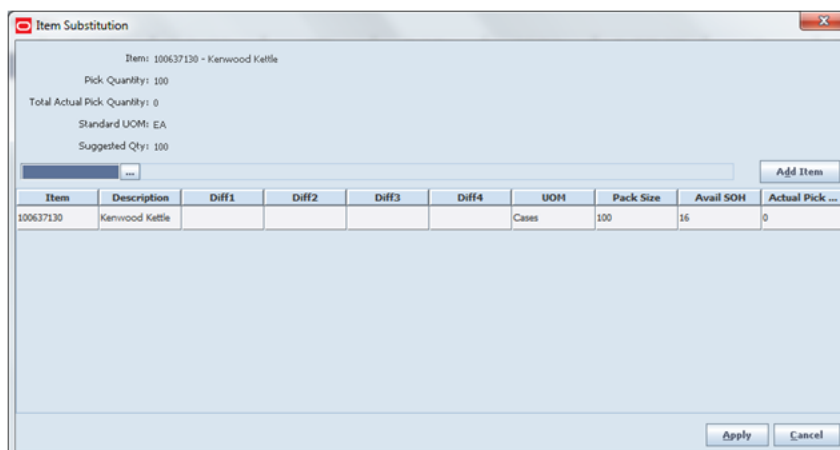 Item Substitution
Item: 100637130 - Kenwood Kettle
Pick Quantity: 100
Total Actual Pick Quantity: 0
Standard UOM: EA
Suggested Qty: 100
... Add Item
Item Description Diff1 Diff2 Diff3 Diff4 UOM Pack Size Avail SOH Actual Pick ...
100637130 Kenwood Kettle Cases 100 16 0
Apply Cancel